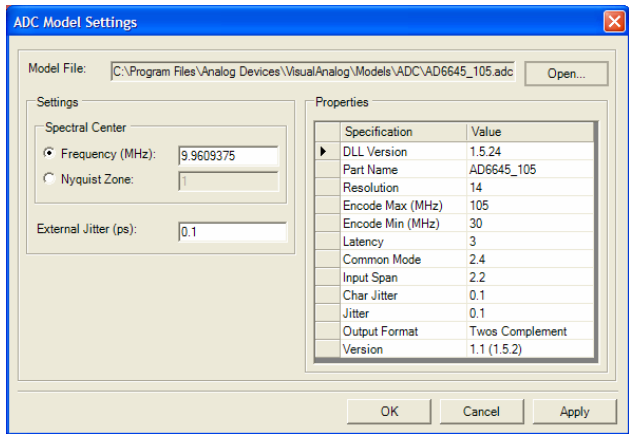 ADC Model Settings
Model File: C:\Program Files\Analog Devices\VisualAnalog\Models\ADC\AD6645_105.adc Open...
Settings
Spectral Center
Frequency (MHz): 9.9609375
Nyquist Zone: 1
External Jitter (ps): 0.1
Properties
Specification Value
DLL Version 1.5.24
Part Name AD6645_105
Resolution 14
Encode Max (MHz) 105
Encode Min (MHz) 30
Latency 3
Common Mode 2.4
Input Span 2.2
Char Jitter 0.1
Jitter 0.1
Output Format Twos Complement
Version 1.1 (1.5.2)
OK Cancel Apply